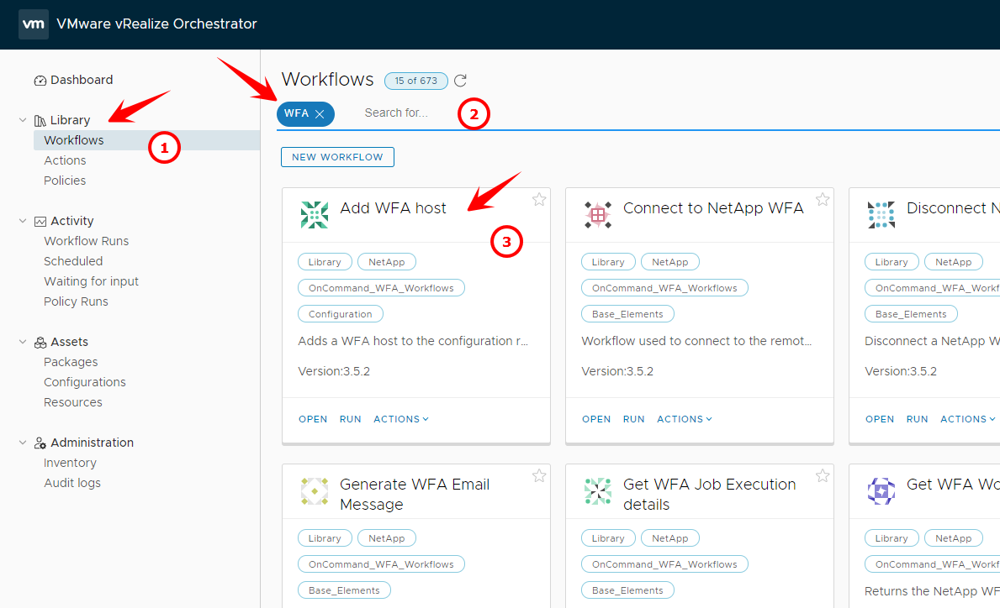 vm VMware vRealize Orchestrator
Dashboard
Library
Workflows
Actions
Policies
1
Activity
Workflow Runs
Scheduled
Waiting for input
Policy Runs
Assets
Packages
Configurations
Resources
Administration
Inventory
Audit logs
Workflows 15 of 673
WFA Search for... 2
NEW WORKFLOW
Add WFA host
3
Library NetApp
OnCommand_WFA_Workflows
Configuration
Adds a WFA host to the configuration r...
Version:3.5.2
OPEN RUN ACTIONS
Connect to NetApp WFA
Library NetApp
OnCommand_WFA_Workflows
Base_Elements
Workflow used to connect to the remot...
Version:3.5.2
OPEN RUN ACTIONS
Disconnect N
Library NetApp
OnCommand_WFA_Workf
Base_Elements
Disconnect a NetApp W
Version:3.5.2
OPEN RUN ACTIONS
Generate WFA Email
Message
Library NetApp
OnCommand_WFA_Workflows
Base_Elements
Get WFA Job Execution
details
Library NetApp
OnCommand_WFA_Workflows
Base_Elements
Get WFA Wo
Library NetApp
OnCommand_WFA_Workf
Returns the NetApp WF